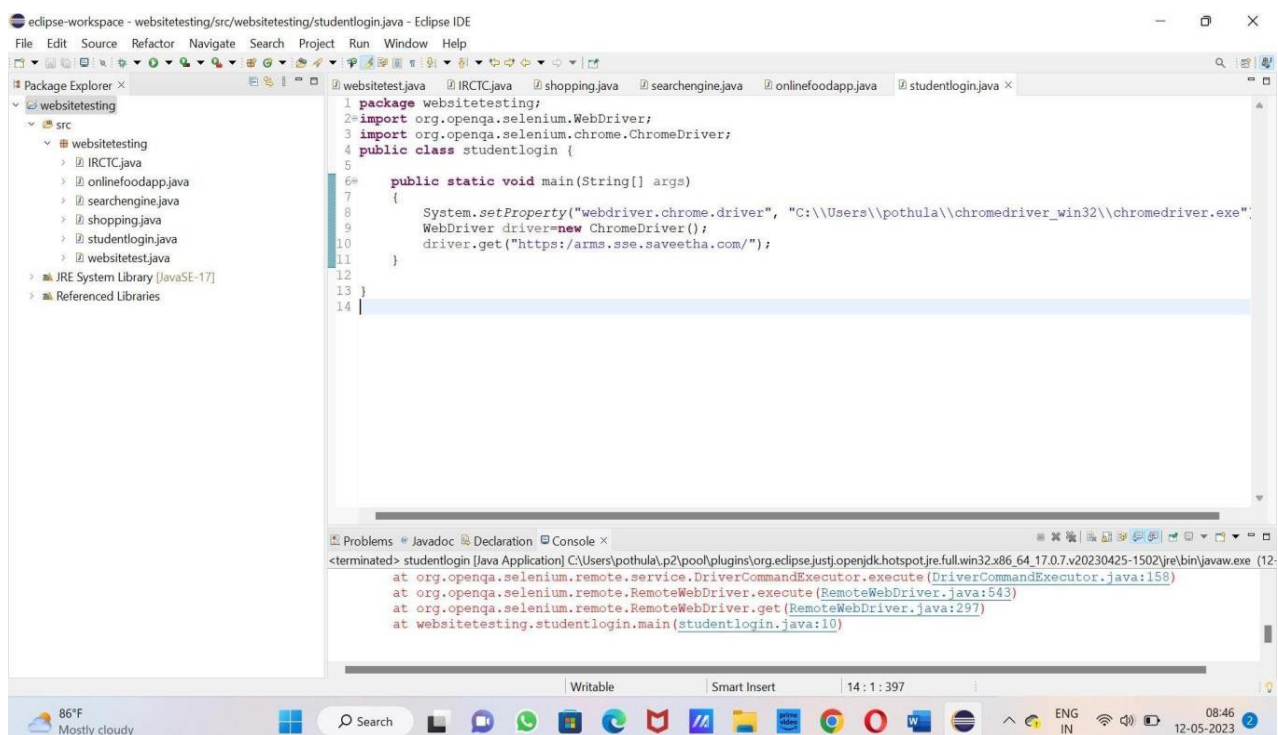 eclipse-workspace - websitetesting/src/websitetesting/studentlogin.java - Eclipse IDE
File Edit Source Refactor Navigate Search Project Run Window Help
Package Explorer
websitetesting
src
websitetesting
IRCTC.java
onlinefoodapp.java
searchengine.java
shopping.java
studentlogin.java
websitetest.java
JRE System Library [JavaSE-17]
Referenced Libraries
websitetest.java IRCTC.java shopping.java searchengine.java onlinefoodapp.java studentlogin.java
1 package websitetesting;
2 import org.openqa.selenium.WebDriver;
3 import org.openqa.selenium.chrome.ChromeDriver;
4 public class studentlogin {
5
6 public static void main(String[] args)
7 {
8 System.setProperty("webdriver.chrome.driver", "C:\\Users\\pothula\\chromedriver_win32\\chromedriver.exe"
9 WebDriver driver=new ChromeDriver();
10 driver.get("https:/arms.sse.saveetha.com/");
11 }
12
13 }
14
Problems Javadoc Declaration Console
<terminated> studentlogin [Java Application] C:\Users\pothula\.p2\pool\plugins\org.eclipse.justj.openjdk.hotspot.jre.full.win32.x86_64_17.0.7.v20230425-1502\jre\bin\javaw.exe (12-
at org.openqa.selenium.remote.service.DriverCommandExecutor.execute(DriverCommandExecutor.java:158)
at org.openqa.selenium.remote.RemoteWebDriver.execute(RemoteWebDriver.java:543)
at org.openqa.selenium.remote.RemoteWebDriver.get(RemoteWebDriver.java:297)
at websitetesting.studentlogin.main(studentlogin.java:10)
Writable Smart Insert 14 : 1 : 397
86°F
Mostly cloudy
Search
prime video
ENG
IN
08:46
12-05-2023
2